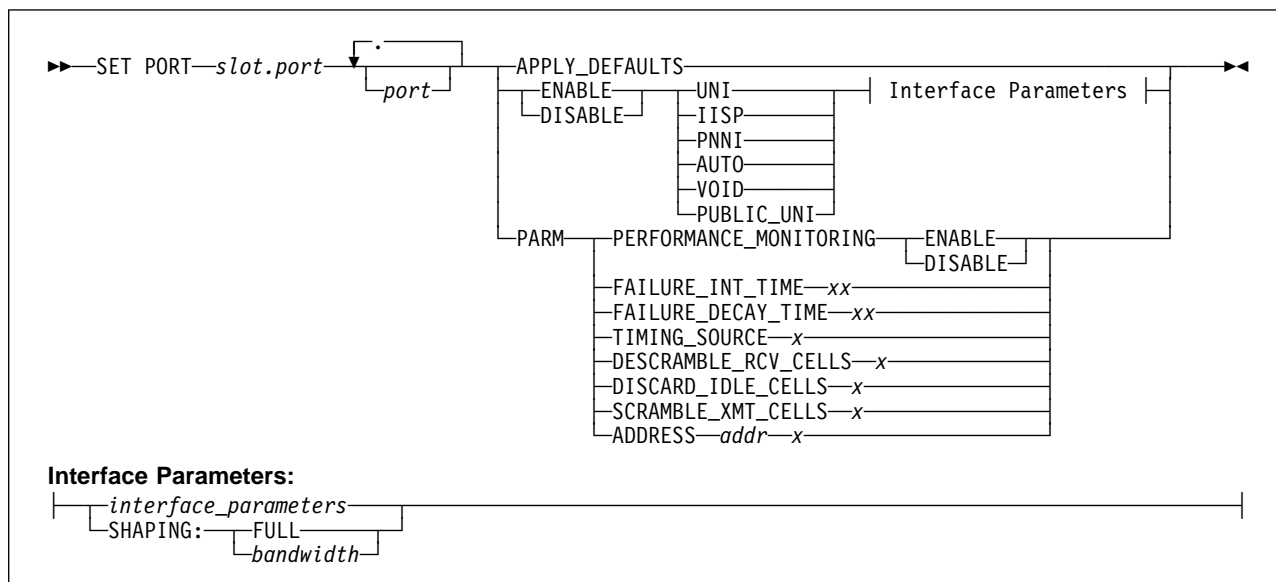 .
SET PORT slot.port APPLY_DEFAULTS
port ENABLE UNI Interface Parameters
DISABLE IISP
PNNI
AUTO
VOID
PUBLIC_UNI
PARM PERFORMANCE_MONITORING ENABLE
DISABLE
FAILURE_INT_TIME xx
FAILURE_DECAY_TIME xx
TIMING_SOURCE x
DESCRAMBLE_RCV_CELLS x
DISCARD_IDLE_CELLS x
SCRAMBLE_XMT_CELLS x
ADDRESS addr x
Interface Parameters:
interface_parameters
SHAPING: FULL
bandwidth